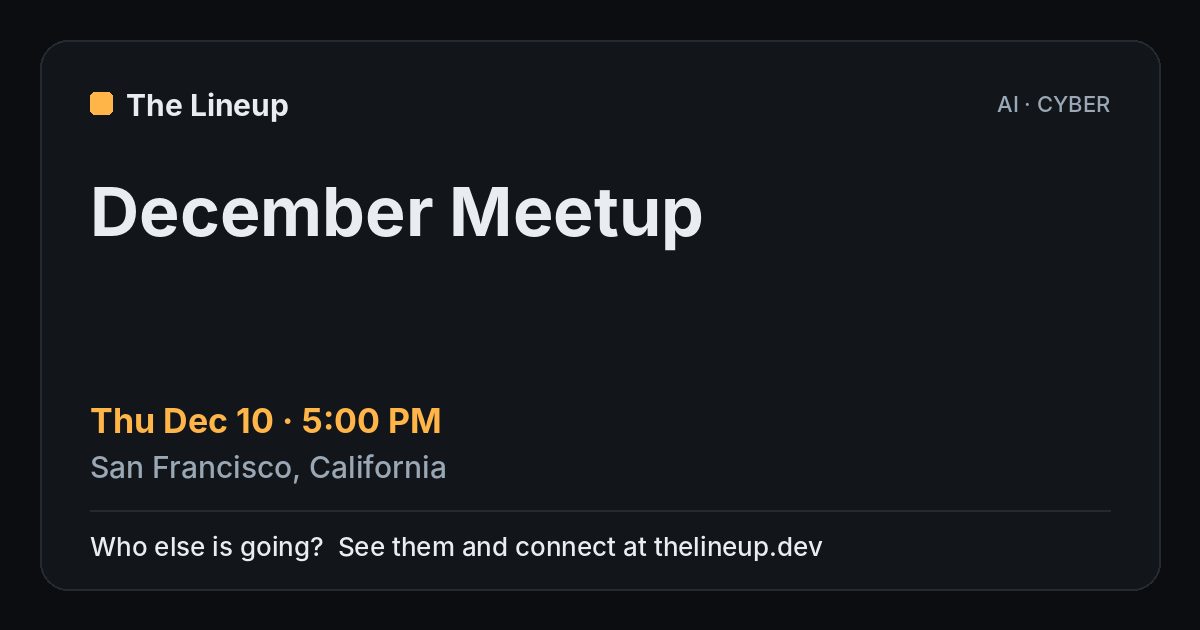 The Lineup
AI · CYBER
December Meetup
Thu Dec 10 · 5:00 PM
San Francisco, California
Who else is going? See them and connect at thelineup.dev